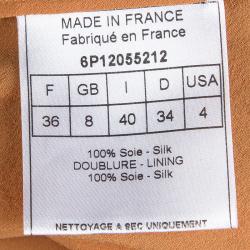 MADE IN FRANCE
Fabriqué en France
6P12055212
F GB I D USA
36 8 40 34 4
100% Soie - Silk
DOUBLURE - LINING
100% Soie - Silk
NETTOYAGE A SEC UNIQUEMENT